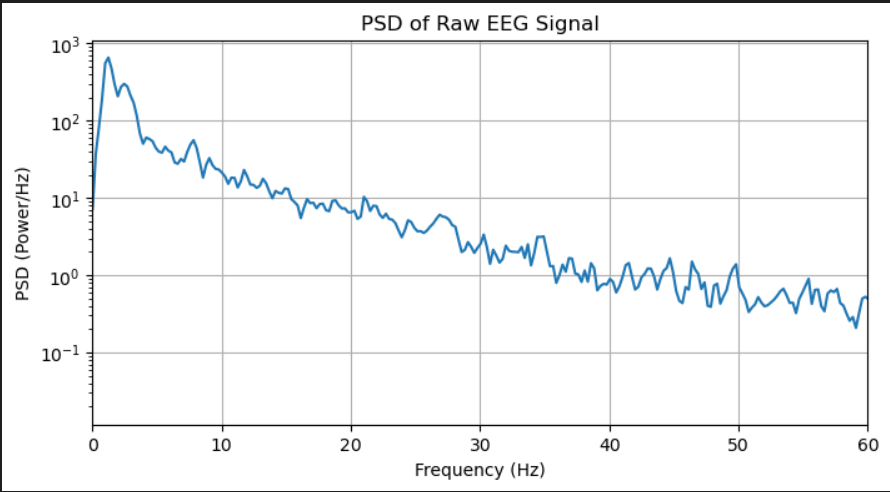 PSD of Raw EEG Signal
PSD (Power/Hz)
10³
10²
10¹
10⁰
10⁻¹
0 10 20 30 40 50 60
Frequency (Hz)